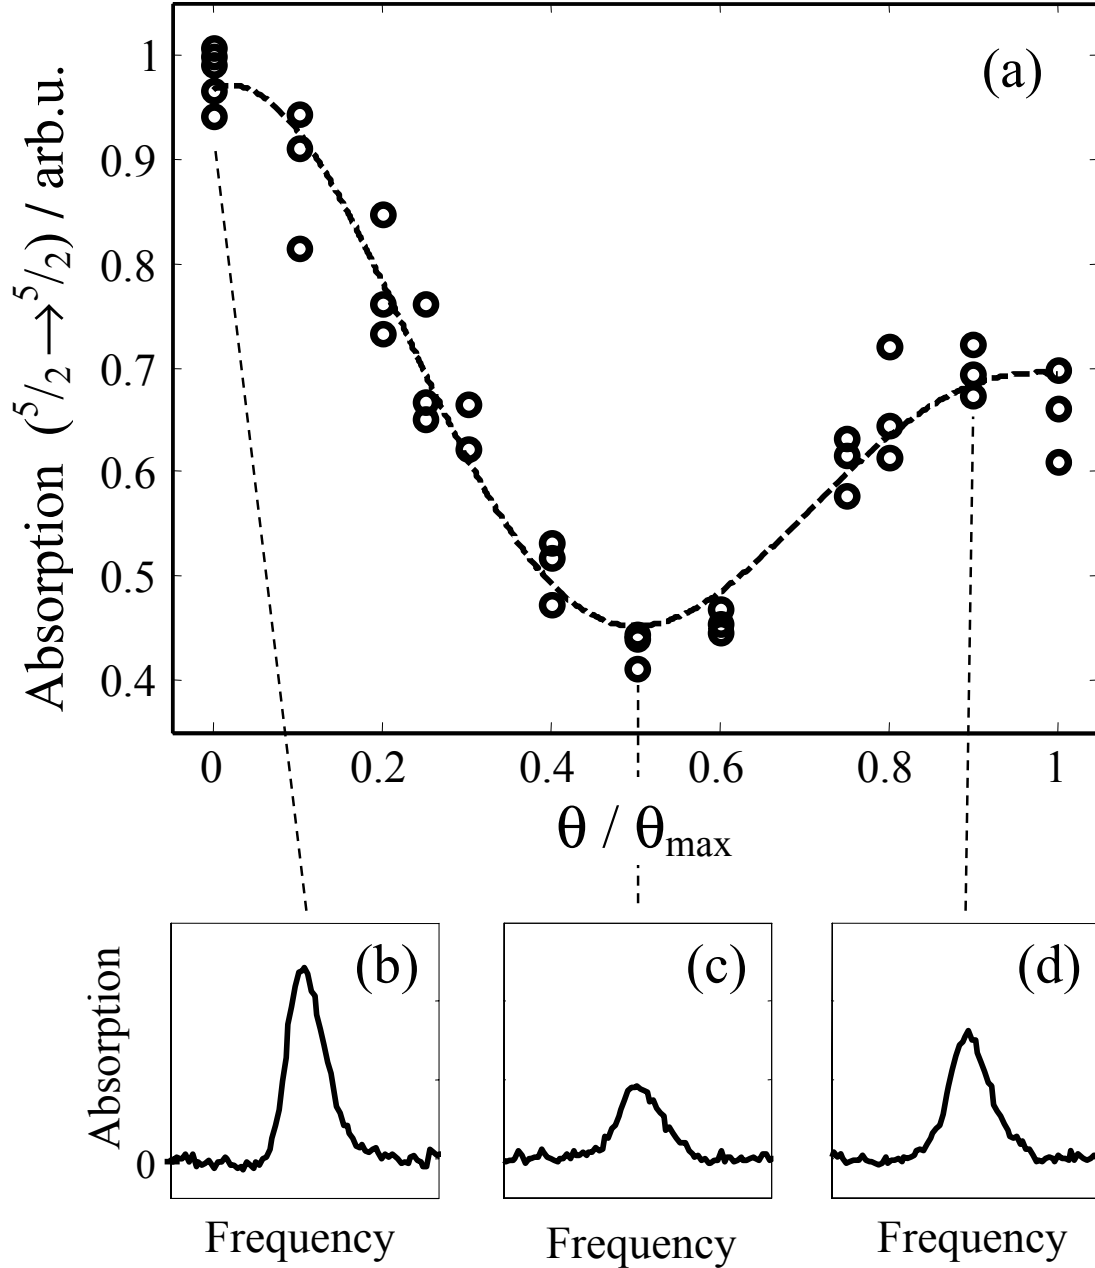 (a)
Absorption (5/2→5/2) / arb.u.
1
0.9
0.8
0.7
0.6
0.5
0.4
0 0.2 0.4 0.6 0.8 1
θ / θmax
(b) (c) (d)
Absorption
0
Frequency Frequency Frequency